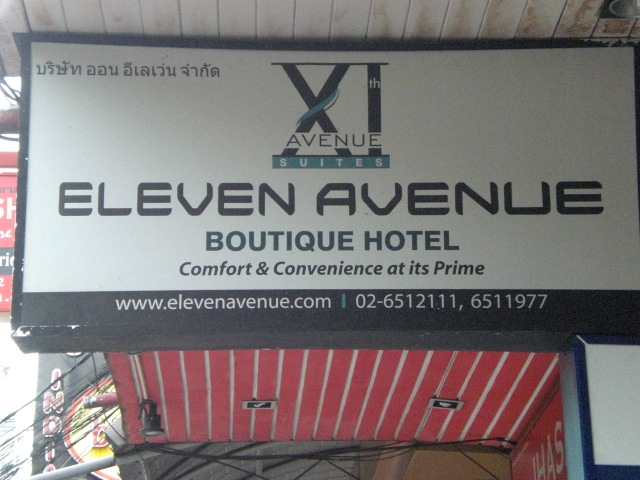 บริษัท ออน อีเลเว่น จำกัด
XI th
AVENUE
SUITES
ELEVEN AVENUE
BOUTIQUE HOTEL
Comfort & Convenience at its Prime
www.elevenavenue.com | 02-6512111, 6511977